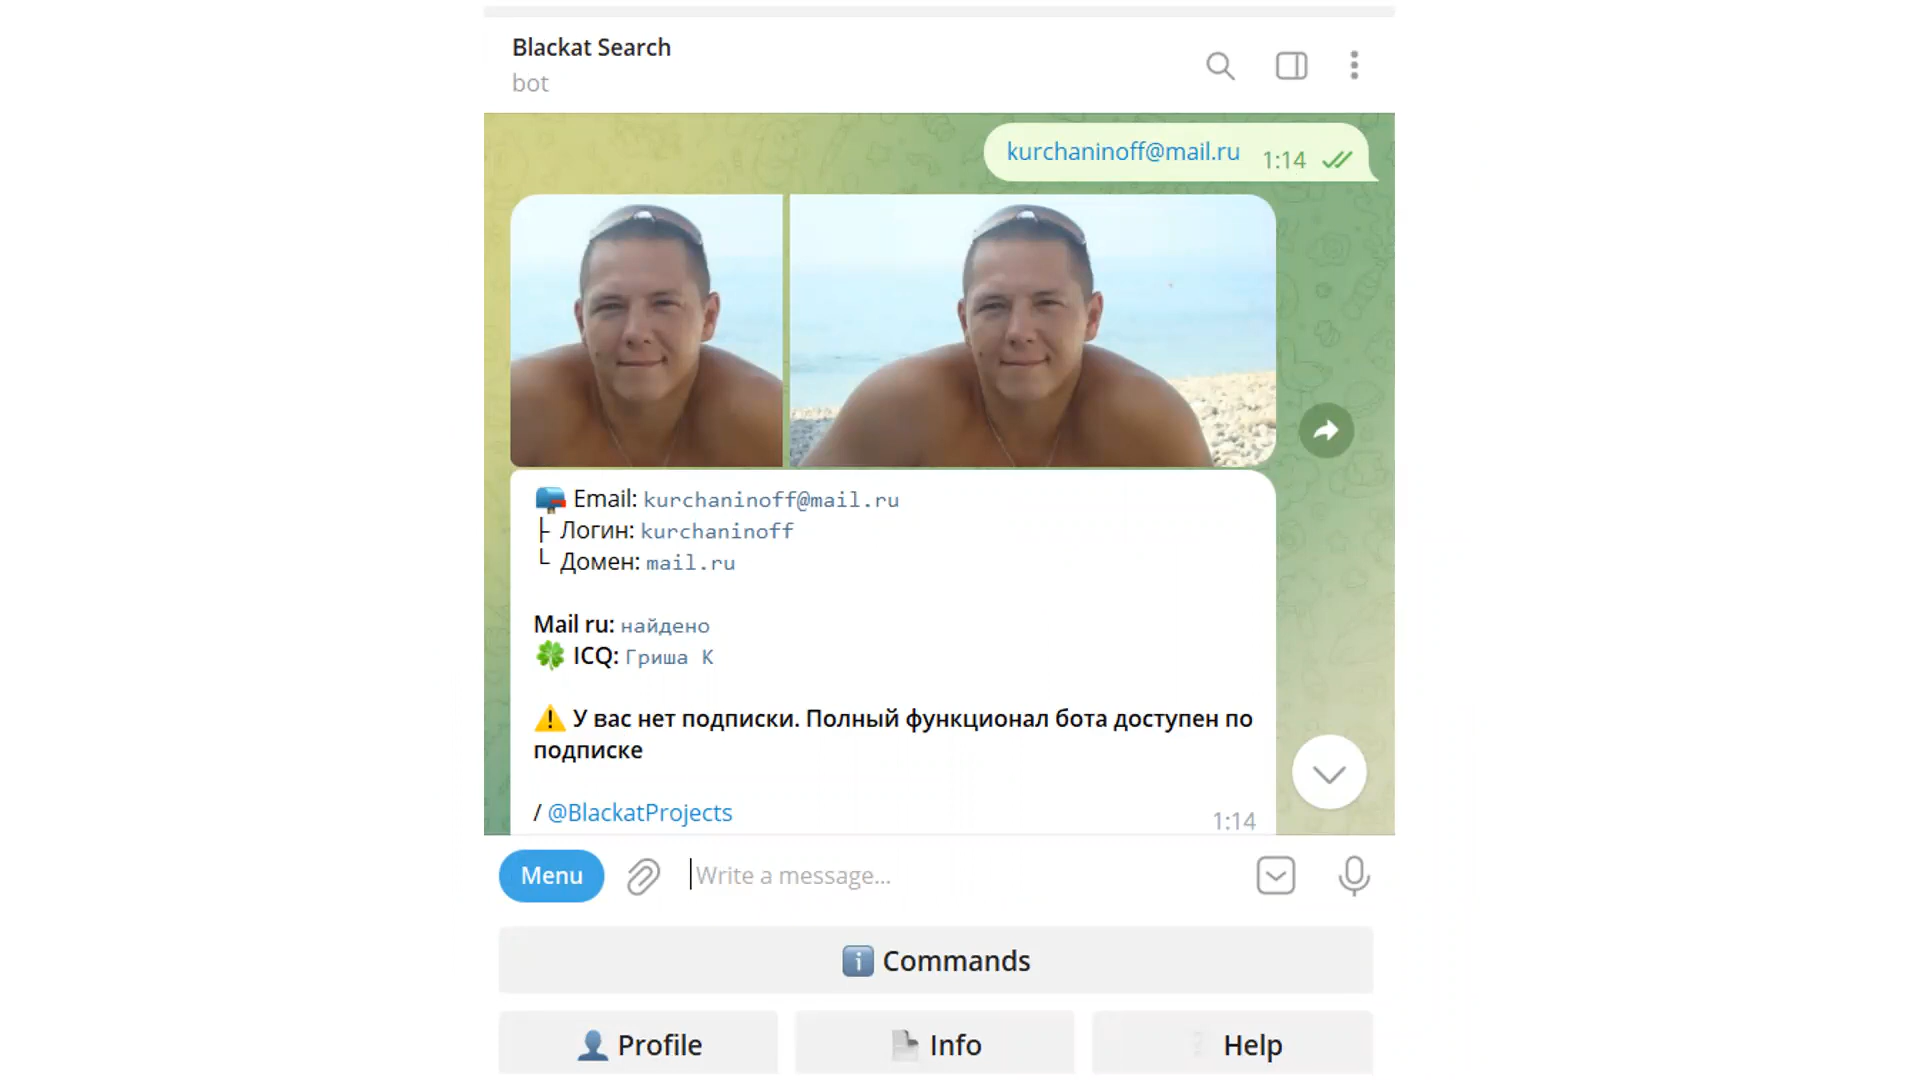 Blackat Search
bot
kurchaninoff@mail.ru 1:14
Email: kurchaninoff@mail.ru
├ Логин: kurchaninoff
└ Домен: mail.ru
Mail ru: найдено
ICQ: Гриша К
У вас нет подписки. Полный функционал бота доступен по
подписке
/ @BlackatProjects
1:14
Menu
Write a message...
Commands
Profile
Info
Help